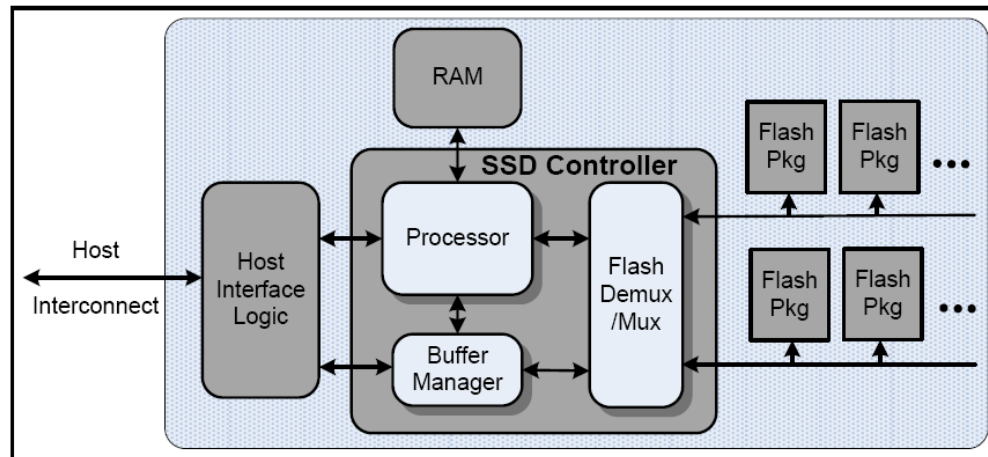 RAM
SSD Controller
Flash
Pkg
Flash
Pkg
Host
Interconnect
Host
Interface
Logic
Processor
Buffer
Manager
Flash
Demux
/Mux
Flash
Pkg
Flash
Pkg